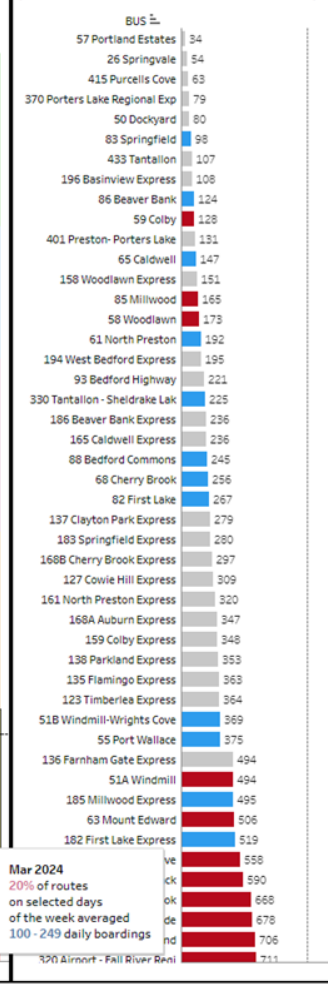 BUS
57 Portland Estates 34
26 Springvale 54
415 Purcells Cove 63
370 Porters Lake Regional Exp 79
50 Dockyard 80
83 Springfield 98
433 Tantallon 107
196 Basinview Express 108
86 Beaver Bank 124
59 Colby 128
401 Preston- Porters Lake 131
65 Caldwell 147
158 Woodlawn Express 151
85 Millwood 165
58 Woodlawn 173
61 North Preston 192
194 West Bedford Express 195
93 Bedford Highway 221
330 Tantallon - Sheldrake Lak 225
186 Beaver Bank Express 236
165 Caldwell Express 236
88 Bedford Commons 245
68 Cherry Brook 256
82 First Lake 267
137 Clayton Park Express 279
183 Springfield Express 280
168B Cherry Brook Express 297
127 Cowie Hill Express 309
161 North Preston Express 320
168A Auburn Express 347
159 Colby Express 348
138 Parkland Express 353
135 Flamingo Express 363
123 Timberlea Express 364
51B Windmill-Wrights Cove 369
55 Port Wallace 375
136 Farnham Gate Express 494
51A Windmill 494
185 Millwood Express 495
63 Mount Edward 506
182 First Lake Express 519
ve 558
ck 590
ok 668
de 678
nd 706
320 Airport - Fall River Regi 711
Mar 2024
20% of routes
on selected days
of the week averaged
100 - 249 daily boardings